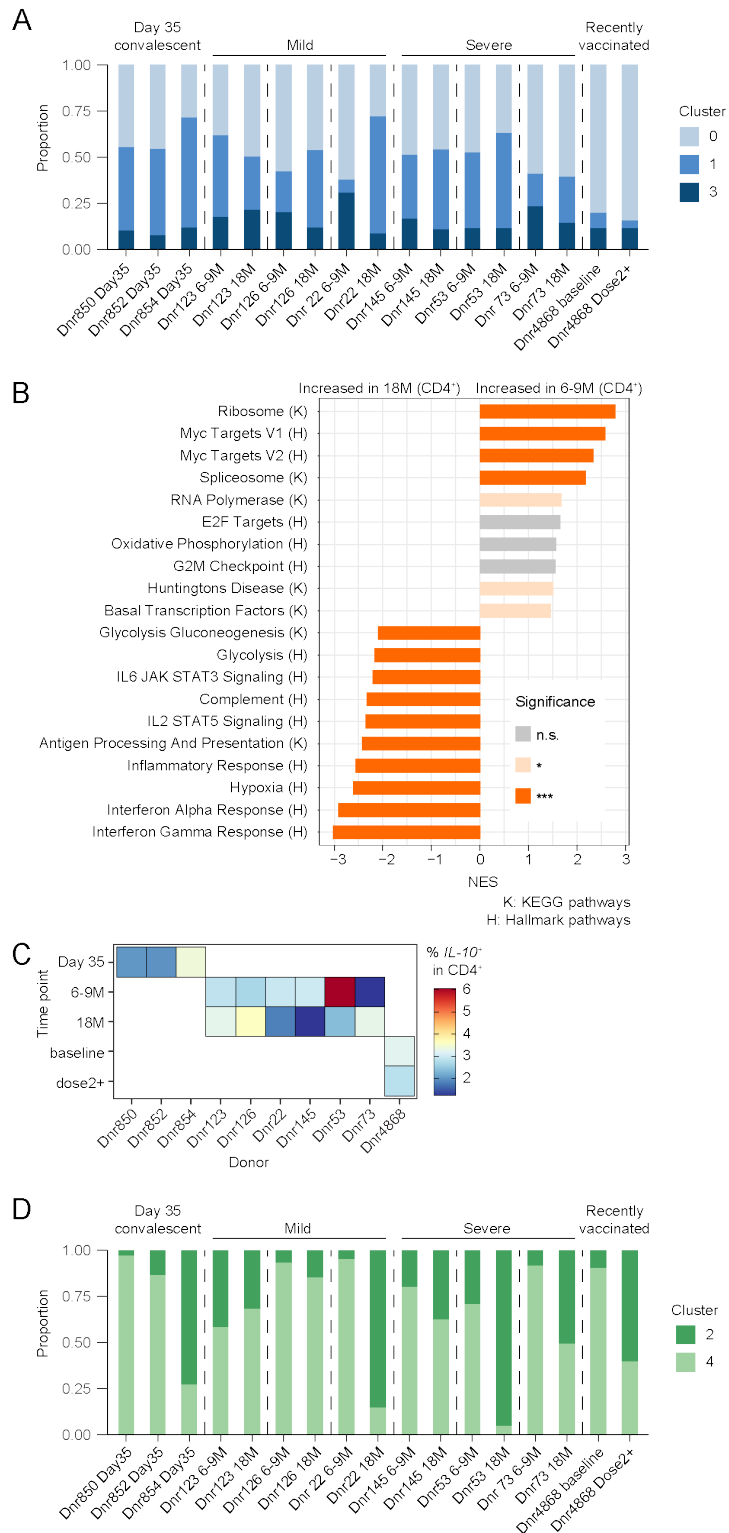 A
Day 35
convalescent
Mild
Severe
Recently
vaccinated
1.00
0.75
0.50
0.25
0.00
Proportion
Cluster
0
1
3
Dnr850 Day35
Dnr852 Day35
Dnr854 Day35
Dnr123 6-9M
Dnr123 18M
Dnr126 6-9M
Dnr126 18M
Dnr 22 6-9M
Dnr22 18M
Dnr145 6-9M
Dnr145 18M
Dnr53 6-9M
Dnr53 18M
Dnr 73 6-9M
Dnr73 18M
Dnr4868 baseline
Dnr4868 Dose2+
B
Increased in 18M (CD4⁺)
Increased in 6-9M (CD4⁺)
Ribosome (K)
Myc Targets V1 (H)
Myc Targets V2 (H)
Spliceosome (K)
RNA Polymerase (K)
E2F Targets (H)
Oxidative Phosphorylation (H)
G2M Checkpoint (H)
Huntingtons Disease (K)
Basal Transcription Factors (K)
Glycolysis Gluconeogenesis (K)
Glycolysis (H)
IL6 JAK STAT3 Signaling (H)
Complement (H)
IL2 STAT5 Signaling (H)
Antigen Processing And Presentation (K)
Inflammatory Response (H)
Hypoxia (H)
Interferon Alpha Response (H)
Interferon Gamma Response (H)
Significance
n.s.
*
***
−3 −2 −1 0 1 2 3
NES
K: KEGG pathways
H: Hallmark pathways
C
Time point
Day 35
6-9M
18M
baseline
dose2+
Dnr850
Dnr852
Dnr854
Dnr123
Dnr126
Dnr22
Dnr145
Dnr53
Dnr73
Dnr4868
Donor
% IL-10⁺
in CD4⁺
6
5
4
3
2
D
Day 35
convalescent
Mild
Severe
Recently
vaccinated
1.00
0.75
0.50
0.25
0.00
Proportion
Cluster
2
4
Dnr850 Day35
Dnr852 Day35
Dnr854 Day35
Dnr123 6-9M
Dnr123 18M
Dnr126 6-9M
Dnr126 18M
Dnr 22 6-9M
Dnr22 18M
Dnr145 6-9M
Dnr145 18M
Dnr53 6-9M
Dnr53 18M
Dnr 73 6-9M
Dnr73 18M
Dnr4868 baseline
Dnr4868 Dose2+